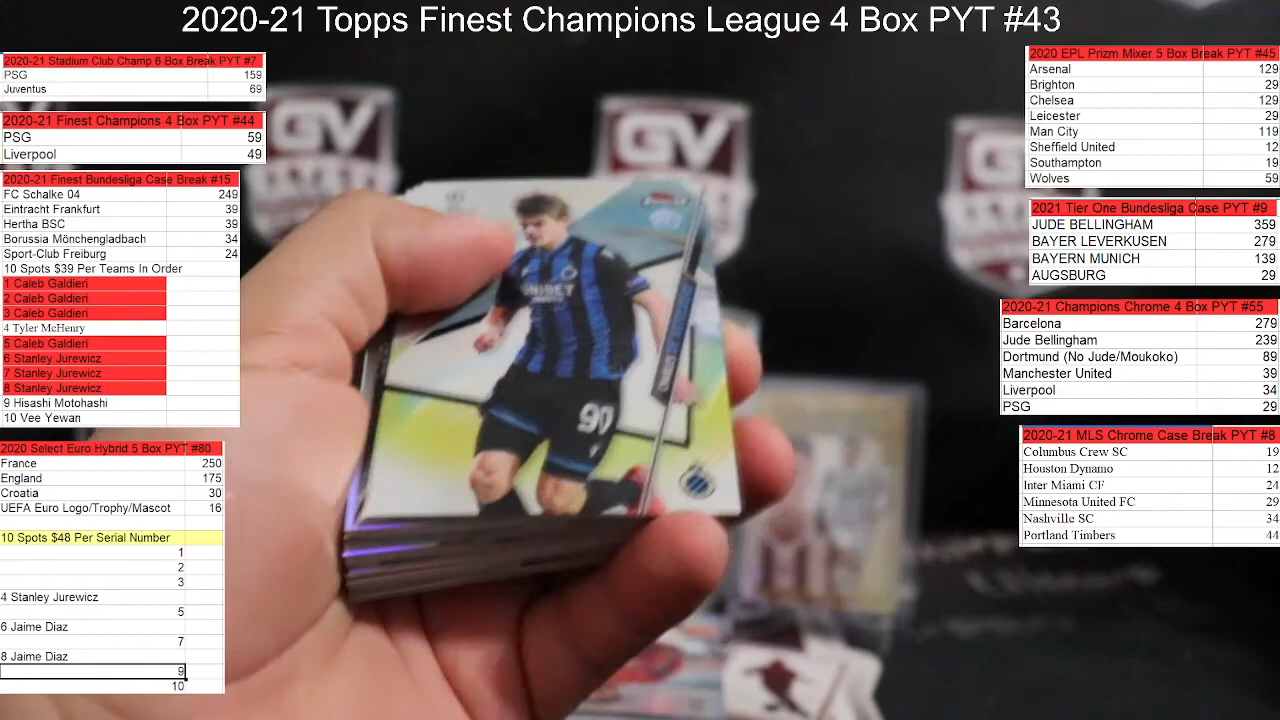 2020-21 Topps Finest Champions League 4 Box PYT #43
2020-21 Stadium Club Champ 6 Box Break PYT #7
PSG 159
Juventus 69
2020-21 Finest Champions 4 Box PYT #44
PSG 59
Liverpool 49
2020-21 Finest Bundesliga Case Break #15
FC Schalke 04 249
Eintracht Frankfurt 39
Hertha BSC 39
Borussia Mönchengladbach 34
Sport-Club Freiburg 24
10 Spots $39 Per Teams In Order
1 Caleb Galdieri
2 Caleb Galdieri
3 Caleb Galdieri
4 Tyler McHenry
5 Caleb Galdieri
6 Stanley Jurewicz
7 Stanley Jurewicz
8 Stanley Jurewicz
9 Hisashi Motohashi
10 Vee Yewan
2020 Select Euro Hybrid 5 Box PYT #80
France 250
England 175
Croatia 30
UEFA Euro Logo/Trophy/Mascot 16
10 Spots $48 Per Serial Number
1
2
3
4 Stanley Jurewicz
5
6 Jaime Diaz
7
8 Jaime Diaz
9
10
2020 EPL Prizm Mixer 5 Box Break PYT #45
Arsenal 129
Brighton 29
Chelsea 129
Leicester 29
Man City 119
Sheffield United 12
Southampton 19
Wolves 59
2021 Tier One Bundesliga Case PYT #9
JUDE BELLINGHAM 359
BAYER LEVERKUSEN 279
BAYERN MUNICH 139
AUGSBURG 29
2020-21 Champions Chrome 4 Box PYT #55
Barcelona 279
Jude Bellingham 239
Dortmund (No Jude/Moukoko) 89
Manchester United 39
Liverpool 34
PSG 29
2020-21 MLS Chrome Case Break PYT #8
Columbus Crew SC 19
Houston Dynamo 12
Inter Miami CF 24
Minnesota United FC 29
Nashville SC 34
Portland Timbers 44
GV
GV
GV
UNIBET
90